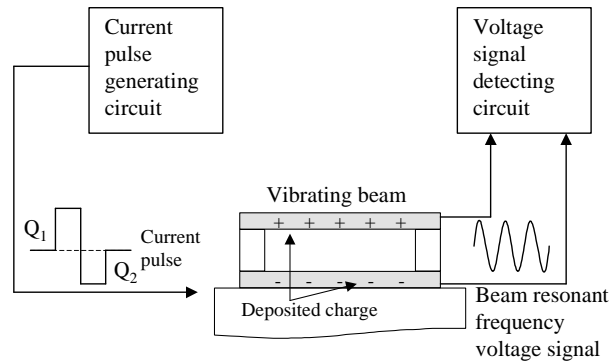 Current
pulse
generating
circuit
Voltage
signal
detecting
circuit
Vibrating beam
+ + + + +
Q1
Current
pulse
Q2
- - - - -
Deposited charge
Beam resonant
frequency
voltage signal